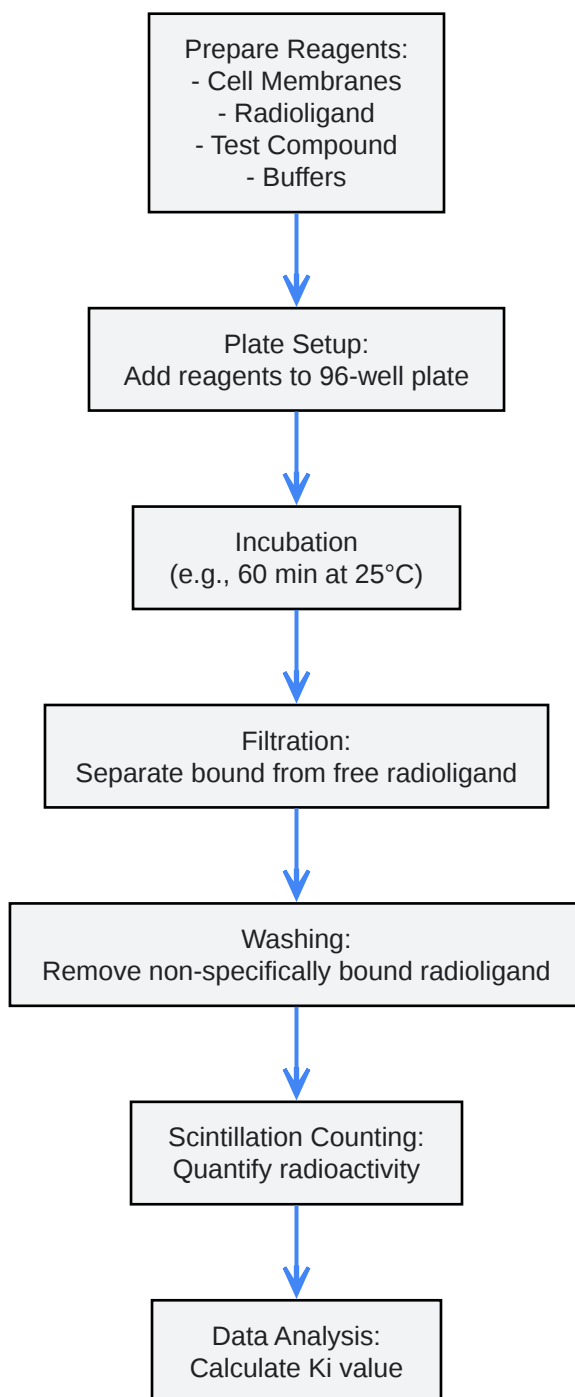 Prepare Reagents:
- Cell Membranes
- Radioligand
- Test Compound
- Buffers
Plate Setup:
Add reagents to 96-well plate
Incubation
(e.g., 60 min at 25°C)
Filtration:
Separate bound from free radioligand
Washing:
Remove non-specifically bound radioligand
Scintillation Counting:
Quantify radioactivity
Data Analysis:
Calculate Ki value